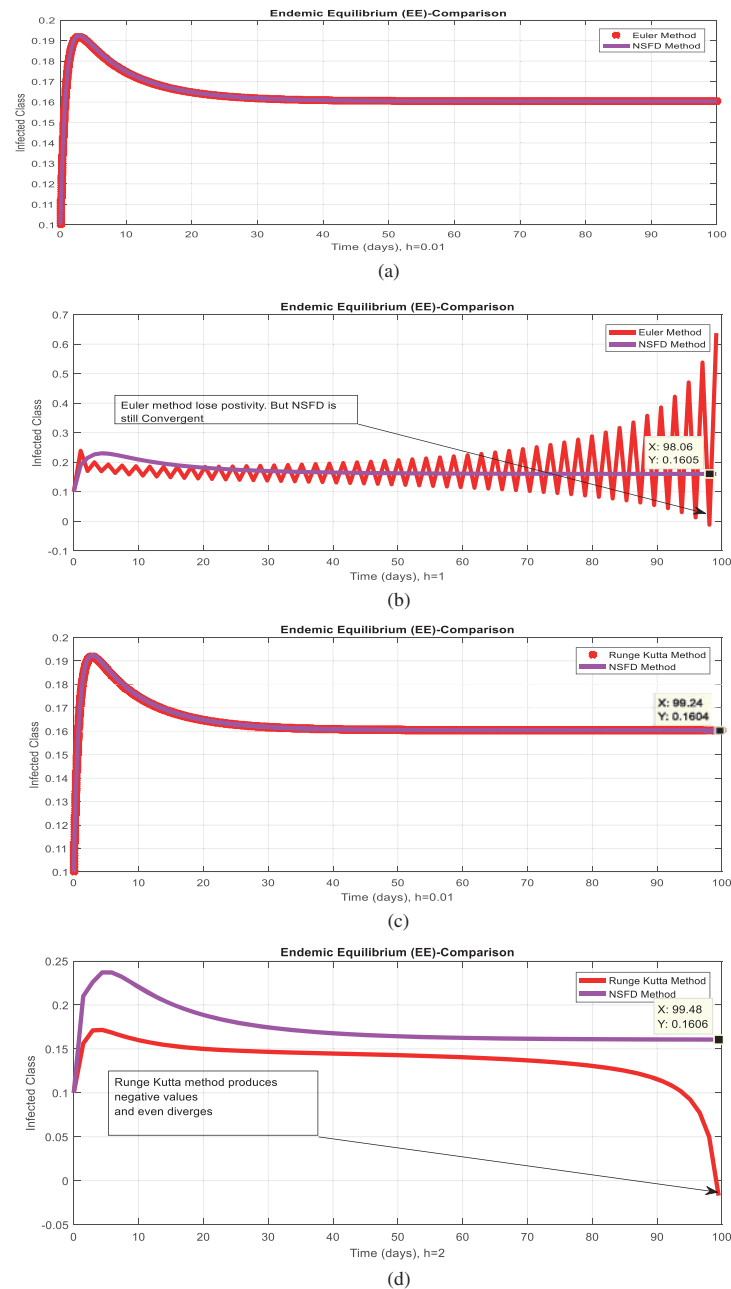 Endemic Equilibrium (EE)-Comparison
0.2
0.19
0.18
0.17
0.16
0.15
0.14
0.13
0.12
0.11
0.1
Infected Class
Euler Method
NSFD Method
0 10 20 30 40 50 60 70 80 90 100
Time (days), h=0.01
(a)
Endemic Equilibrium (EE)-Comparison
0.7
0.6
0.5
0.4
0.3
0.2
0.1
0
-0.1
Infected Class
Euler Method
NSFD Method
Euler method lose postivity. But NSFD is
still Convergent
X: 98.06
Y: 0.1605
0 10 20 30 40 50 60 70 80 90 100
Time (days), h=1
(b)
Endemic Equilibrium (EE)-Comparison
0.2
0.19
0.18
0.17
0.16
0.15
0.14
0.13
0.12
0.11
0.1
Infected Class
Runge Kutta Method
NSFD Method
X: 99.24
Y: 0.1604
0 10 20 30 40 50 60 70 80 90 100
Time (days), h=0.01
(c)
Endemic Equilibrium (EE)-Comparison
0.25
0.2
0.15
0.1
0.05
0
-0.05
Infected Class
Runge Kutta Method
NSFD Method
X: 99.48
Y: 0.1606
Runge Kutta method produces
negative values
and even diverges
0 10 20 30 40 50 60 70 80 90 100
Time (days), h=2
(d)